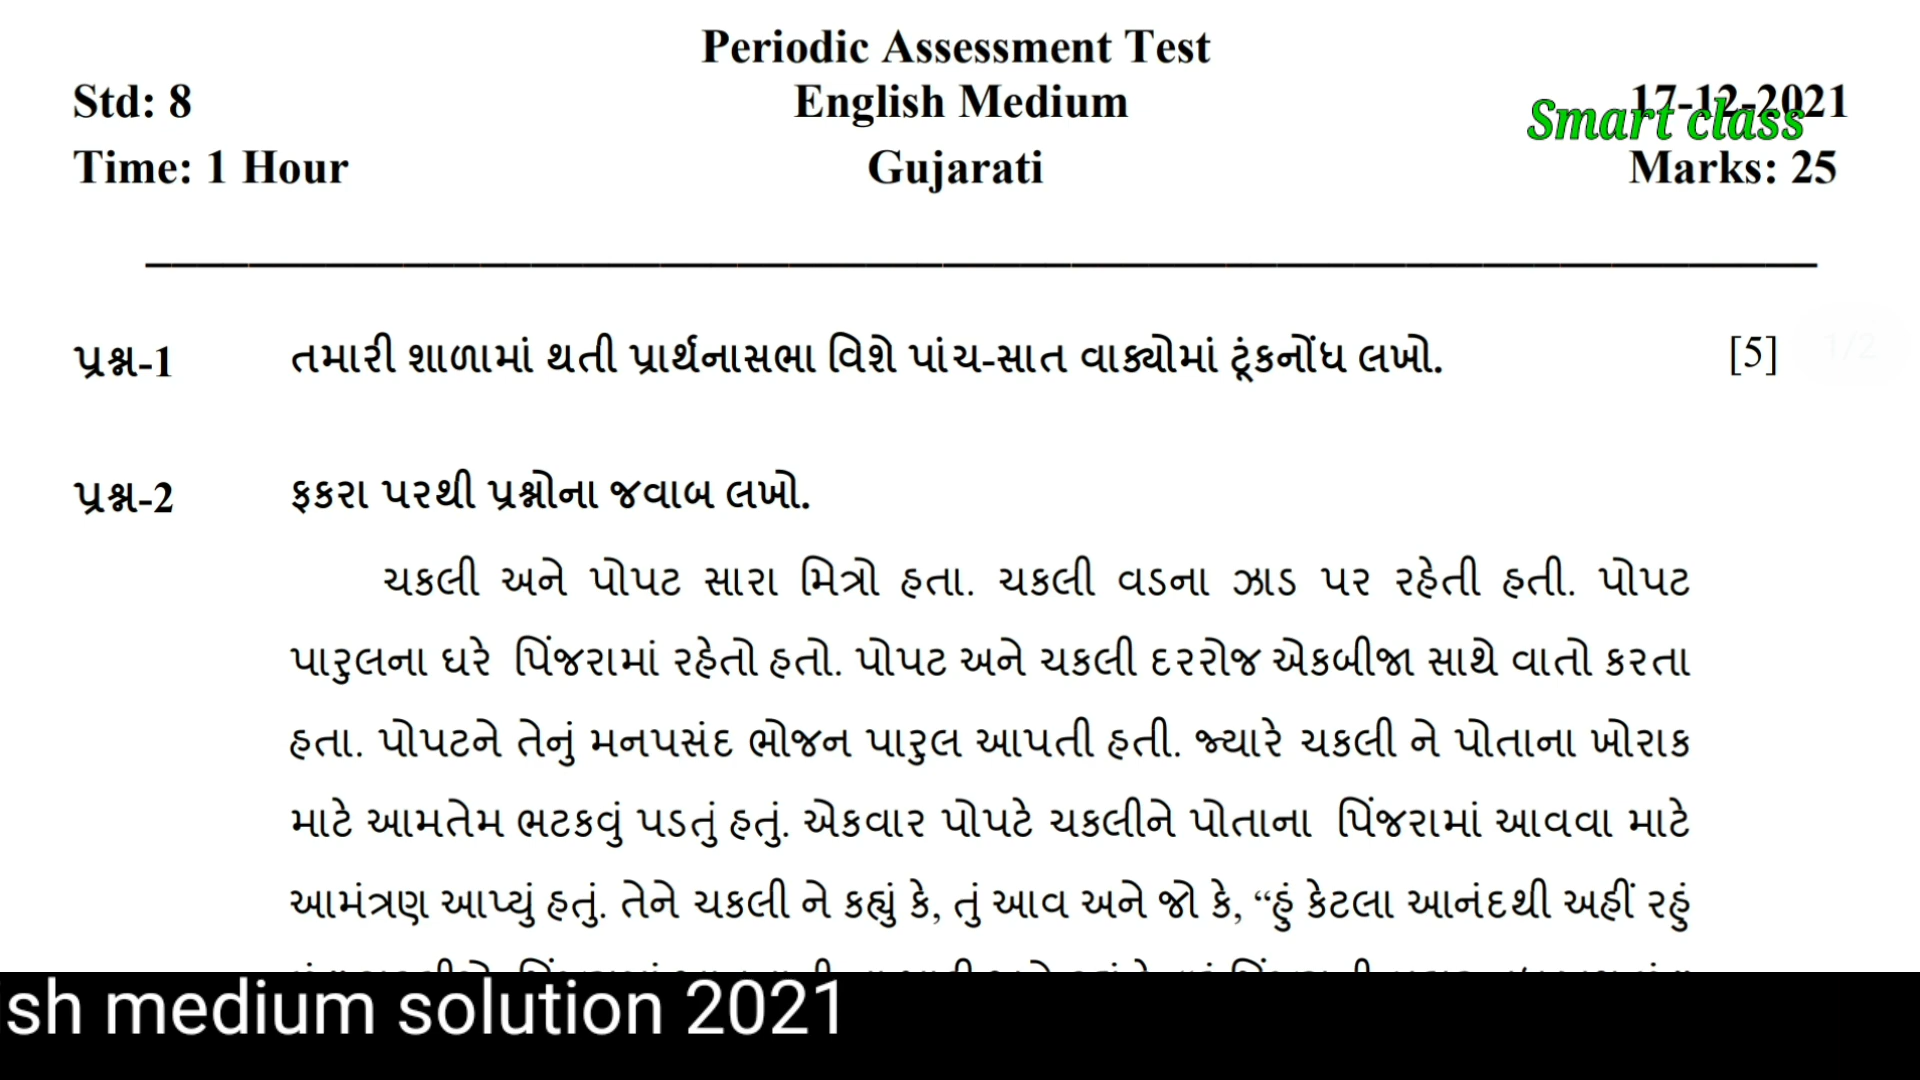 Periodic Assessment Test
Std: 8 English Medium 17-12-2021
Smart class
Time: 1 Hour Gujarati Marks: 25
પ્રશ્ન-1 તમારી શાળામાં થતી પ્રાર્થનાસભા વિશે પાંચ-સાત વાક્યોમાં ટૂંકનોંધ લખો. [5] 1/2
પ્રશ્ન-2 ફકરા પરથી પ્રશ્નોના જવાબ લખો.
ચકલી અને પોપટ સારા મિત્રો હતા. ચકલી વડના ઝાડ પર રહેતી હતી. પોપટ
પારુલના ઘરે પિંજરામાં રહેતો હતો. પોપટ અને ચકલી દરરોજ એકબીજા સાથે વાતો કરતા
હતા. પોપટને તેનું મનપસંદ ભોજન પારુલ આપતી હતી. જ્યારે ચકલી ને પોતાના ખોરાક
માટે આમતેમ ભટકવું પડતું હતું. એકવાર પોપટે ચકલીને પોતાના પિંજરામાં આવવા માટે
આમંત્રણ આપ્યું હતું. તેને ચકલી ને કહ્યું કે, તું આવ અને જો કે, “હું કેટલા આનંદથી અહીં રહું
ish medium solution 2021